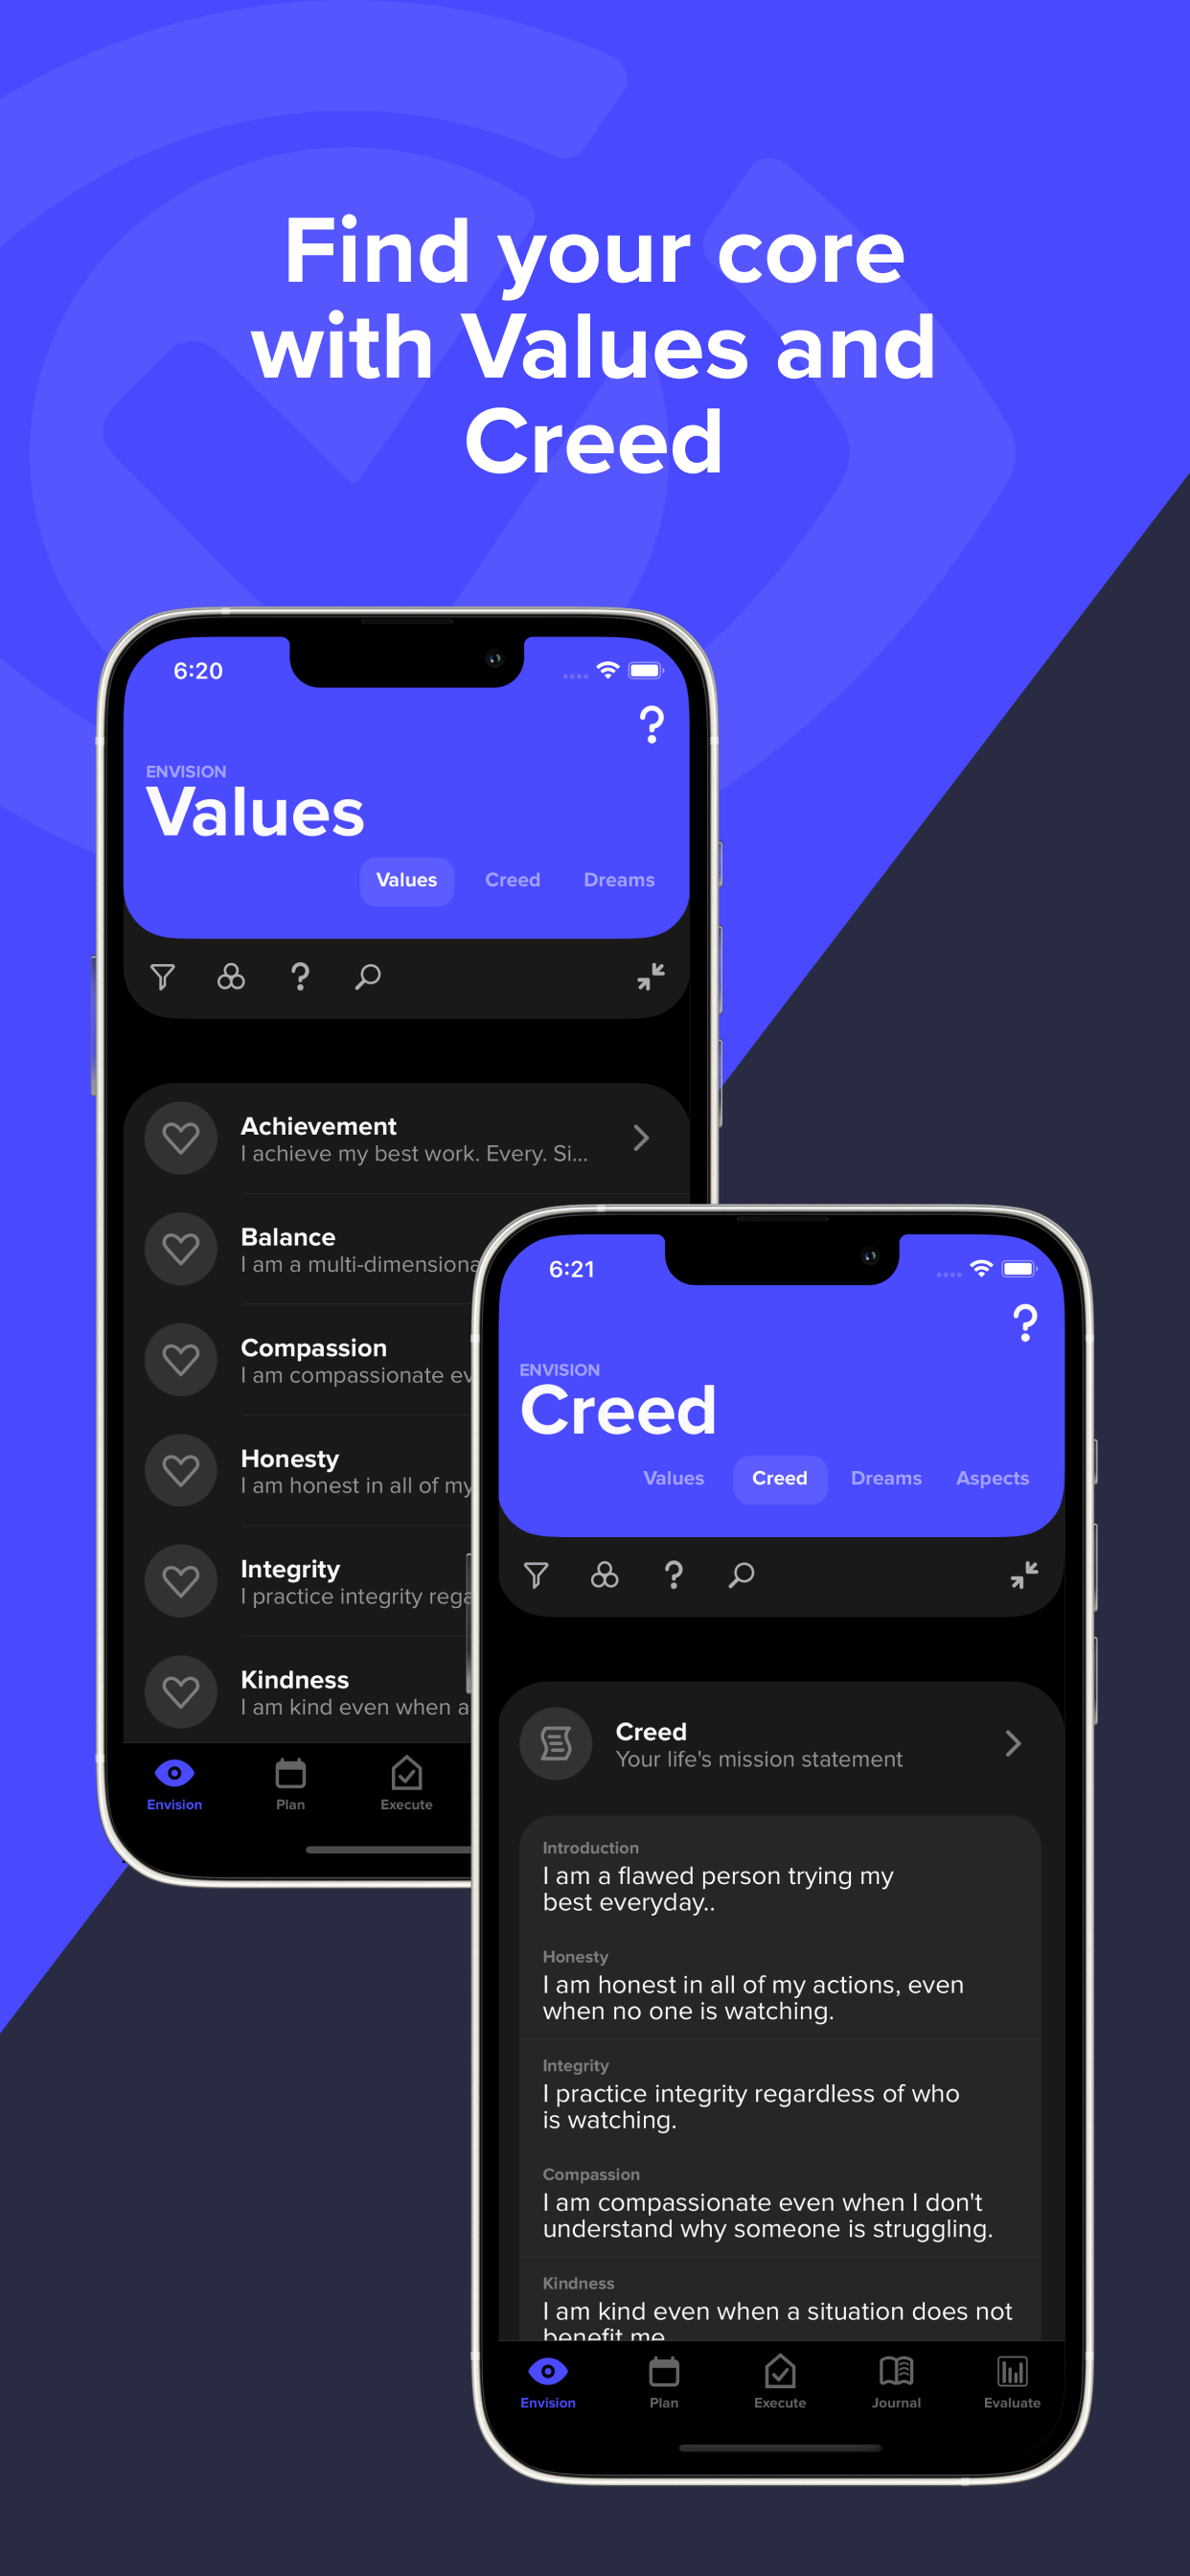 Find your core
with Values and
Creed
6:20
ENVISION
Values
Values Creed Dreams
Achievement
I achieve my best work. Every. Si...
Balance
I am a multi-dimensiona
Compassion
I am compassionate ev
Honesty
I am honest in all of my
Integrity
I practice integrity rega
Kindness
I am kind even when a
Envision Plan Execute
6:21
ENVISION
Creed
Values Creed Dreams Aspects
Creed
Your life's mission statement
Introduction
I am a flawed person trying my
best everyday..
Honesty
I am honest in all of my actions, even
when no one is watching.
Integrity
I practice integrity regardless of who
is watching.
Compassion
I am compassionate even when I don't
understand why someone is struggling.
Kindness
I am kind even when a situation does not
benefit me
Envision Plan Execute Journal Evaluate